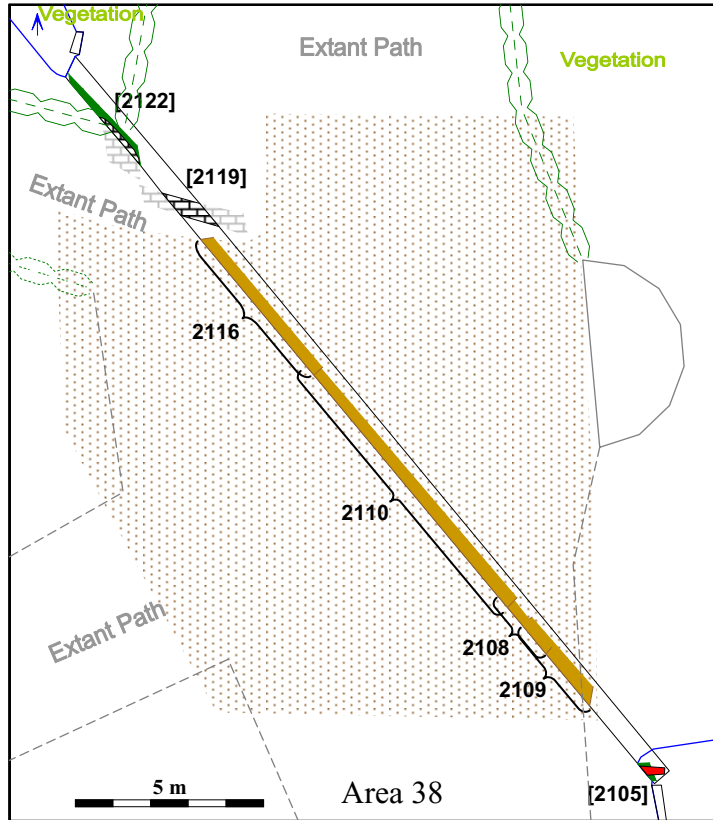 Vegetation
Extant Path
Vegetation
[2122]
[2119]
Extant Path
2116
2110
Extant Path
2108
2109
[2105]
5 m
Area 38